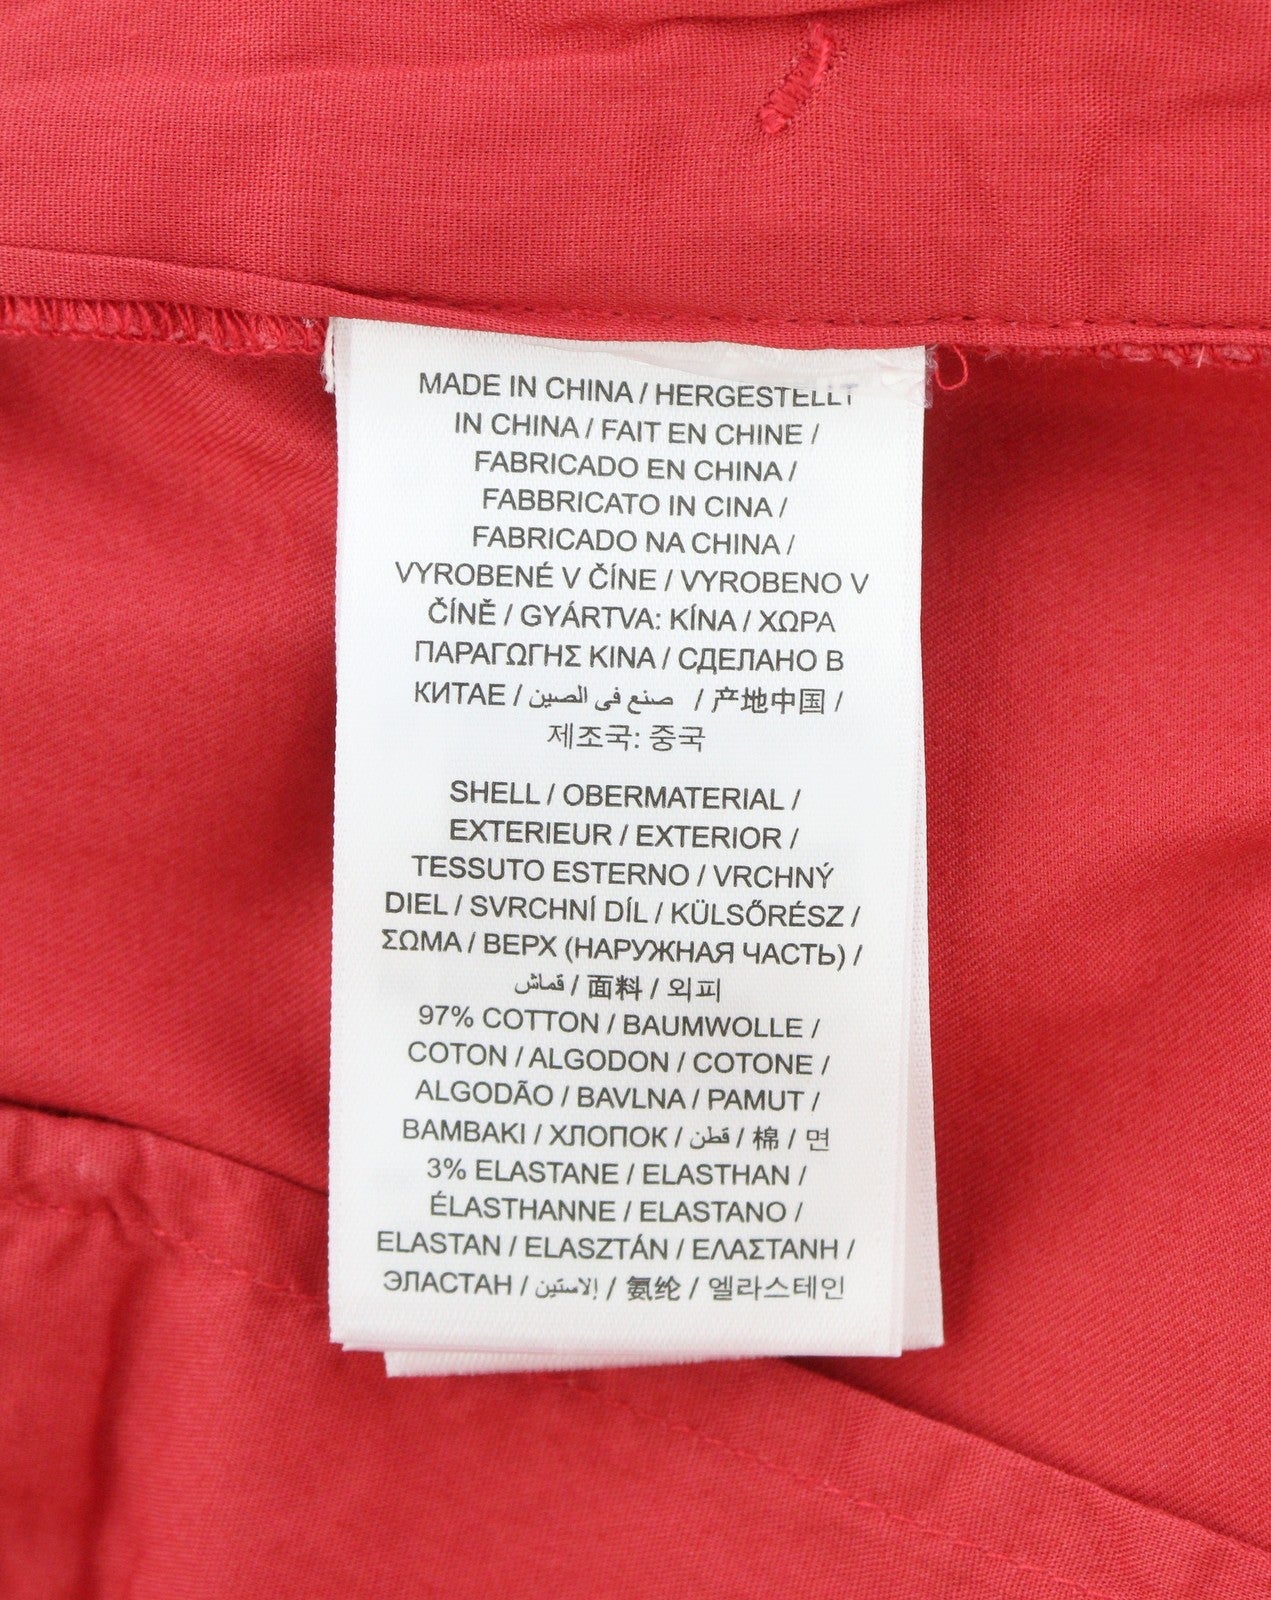 MADE IN CHINA / HERGESTELLT
IN CHINA / FAIT EN CHINE /
FABRICADO EN CHINA /
FABBRICATO IN CINA /
FABRICADO NA CHINA /
VYROBENÉ V ČÍNE / VYROBENO V
ČÍNĚ / GYÁRTVA: KÍNA / ΧΩΡΑ
ΠΑΡΑΓΩΓΗΣ ΚΙΝΑ / СДЕЛАНО В
КИТАЕ / صنع في الصين / 产地中国 /
제조국: 중국
SHELL / OBERMATERIAL /
EXTERIEUR / EXTERIOR /
TESSUTO ESTERNO / VRCHNÝ
DIEL / SVRCHNÍ DÍL / KÜLSŐRÉSZ /
ΣΩΜΑ / ВЕРХ (НАРУЖНАЯ ЧАСТЬ) /
قماش / 面料 / 외피
97% COTTON / BAUMWOLLE /
COTON / ALGODON / COTONE /
ALGODÃO / BAVLNA / PAMUT /
BAMBAKI / ХЛОПОК / قطن / 棉 / 면
3% ELASTANE / ELASTHAN /
ÉLASTHANNE / ELASTANO /
ELASTAN / ELASZTÁN / ΕΛΑΣΤΑΝΗ /
ЭЛАСТАН / إلاستين / 氨纶 / 엘라스테인